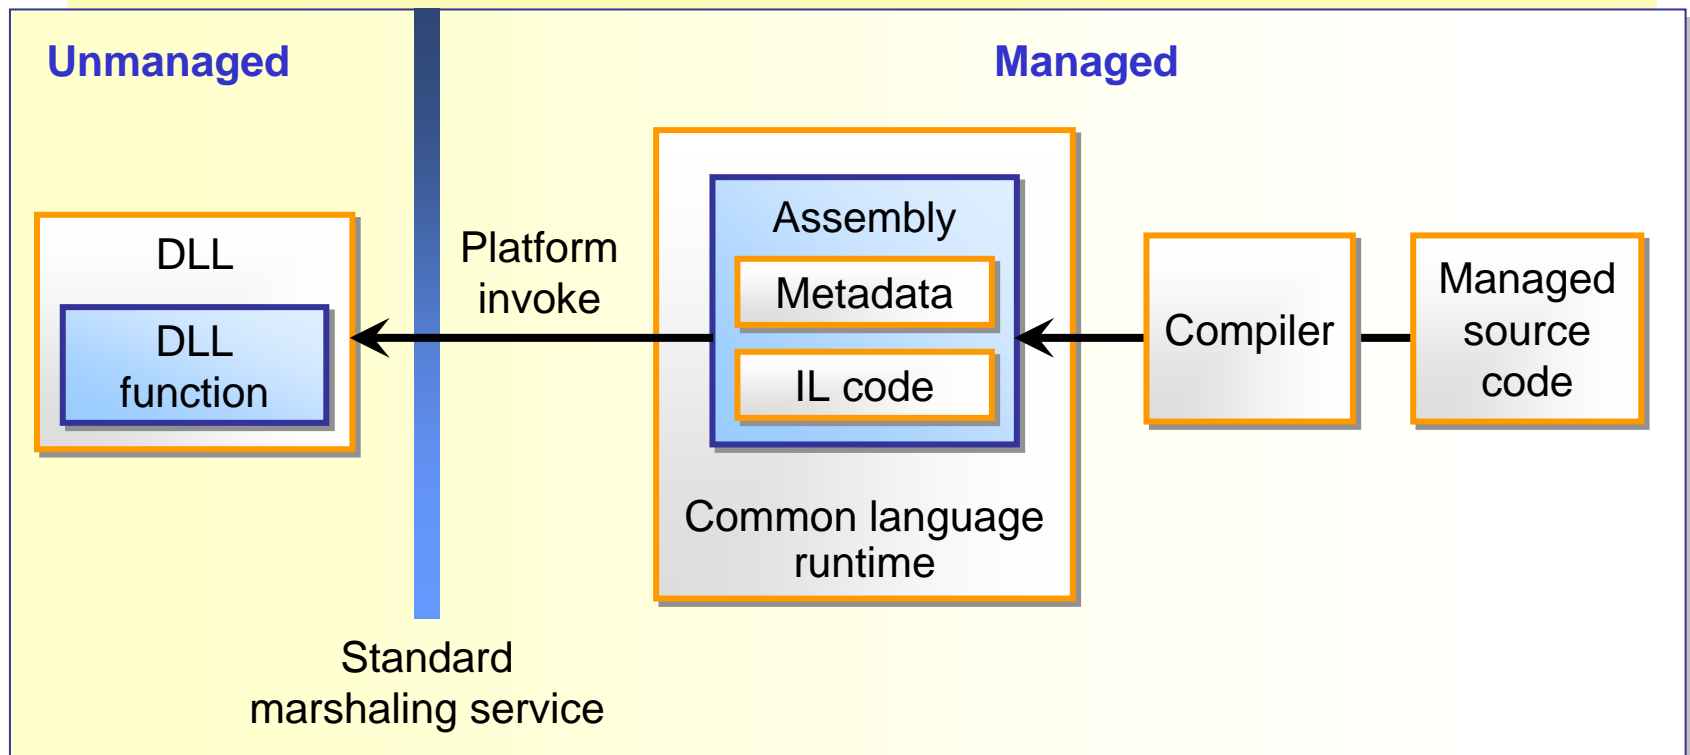 Unmanaged
Managed
DLL
DLL
function
Platform
invoke
Assembly
Metadata
IL code
Common language
runtime
Compiler
Managed
source
code
Standard
marshaling service